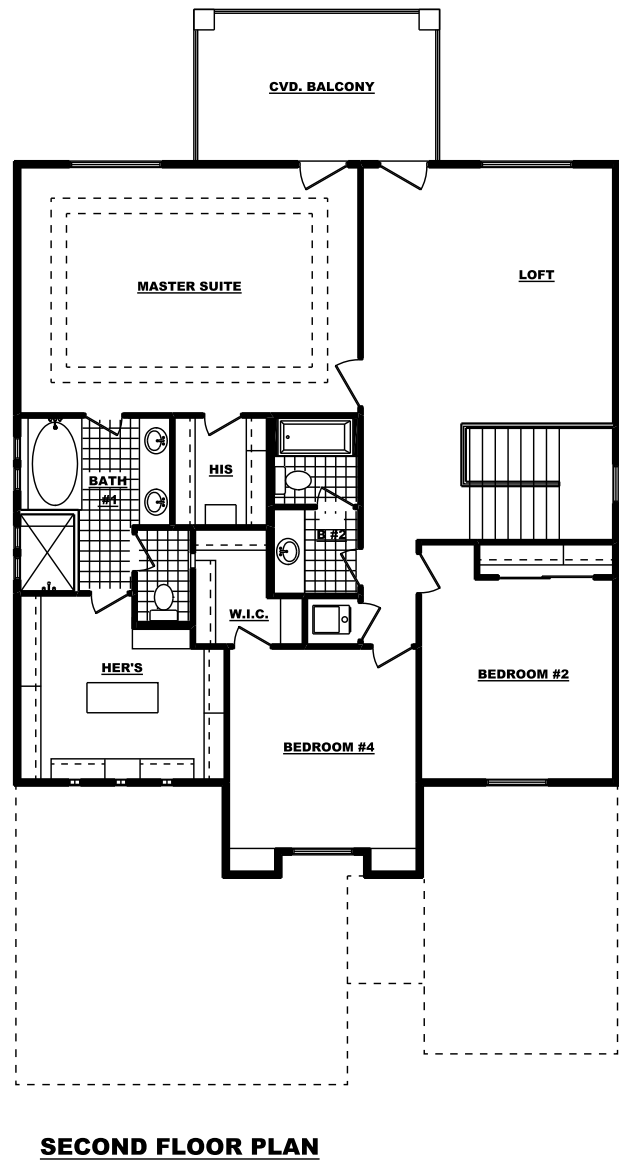 CVD. BALCONY
MASTER SUITE
LOFT
HIS
BATH
#1
B #2
W.I.C.
HER'S
BEDROOM #2
BEDROOM #4
SECOND FLOOR PLAN